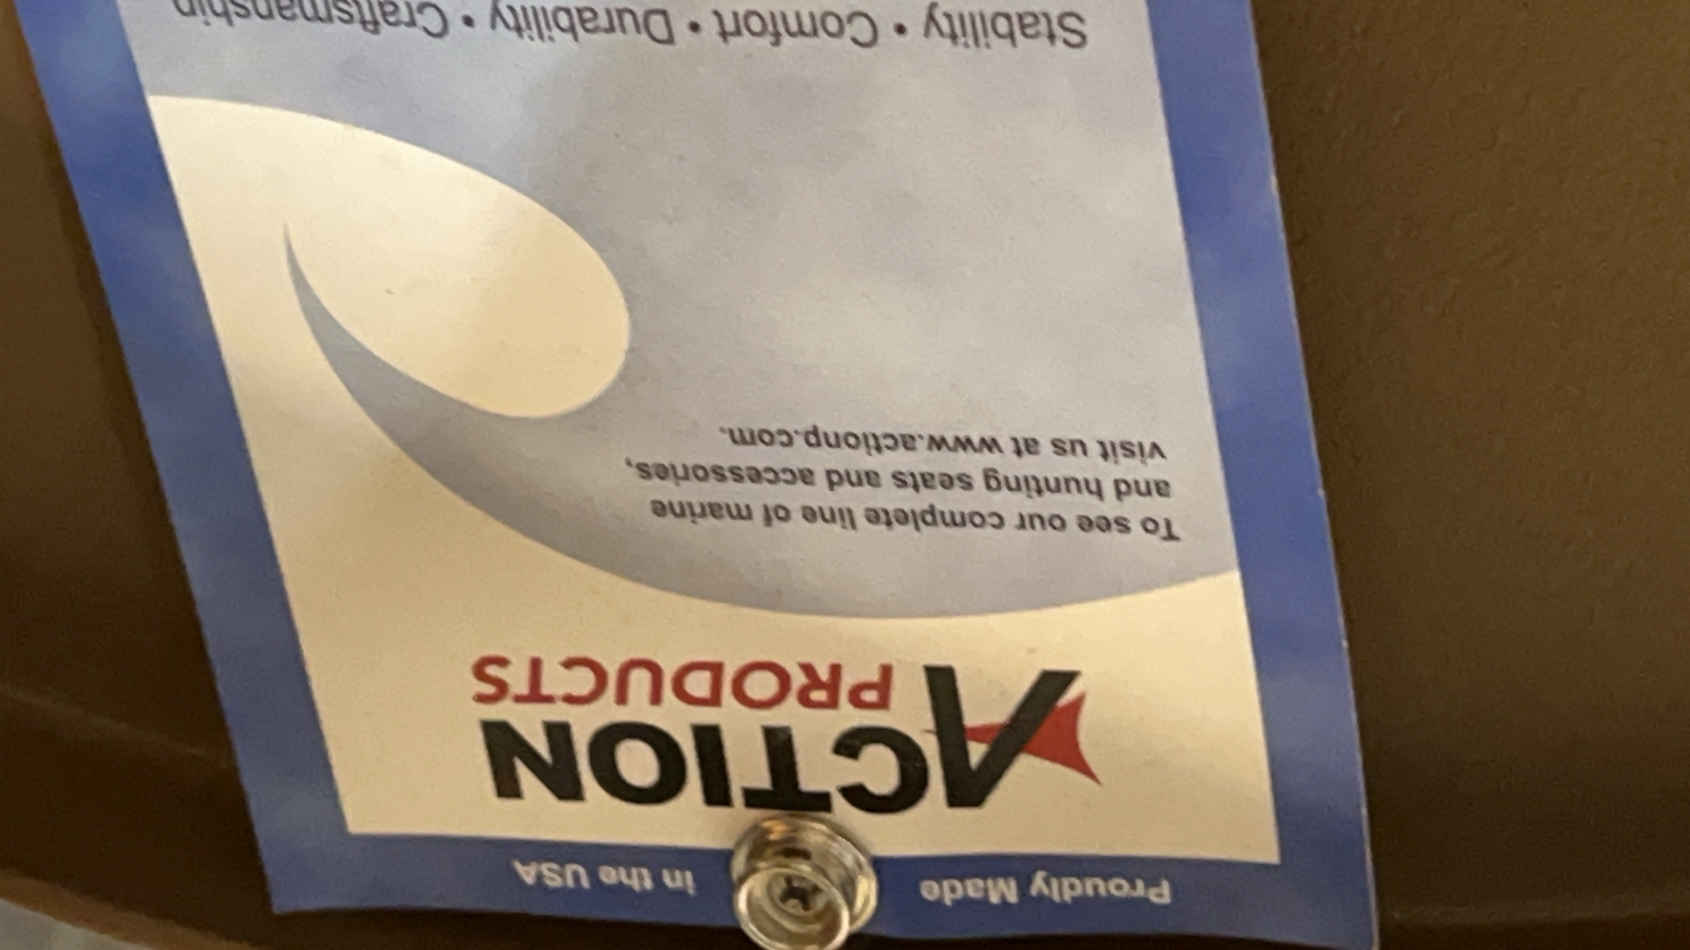 Proudly Made in the USA
ACTION
PRODUCTS
To see our complete line of marine
and hunting seats and accessories,
visit us at www.actionp.com.
Stability • Comfort • Durability • Craftsmanship